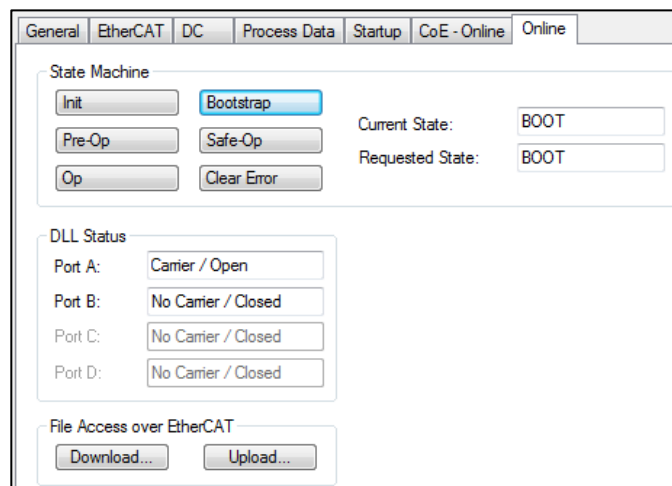 General EtherCAT DC Process Data Startup CoE - Online Online
State Machine
Init Bootstrap
Pre-Op Safe-Op
Op Clear Error
Current State: BOOT
Requested State: BOOT
DLL Status
Port A: Carrier / Open
Port B: No Carrier / Closed
Port C: No Carrier / Closed
Port D: No Carrier / Closed
File Access over EtherCAT
Download... Upload...